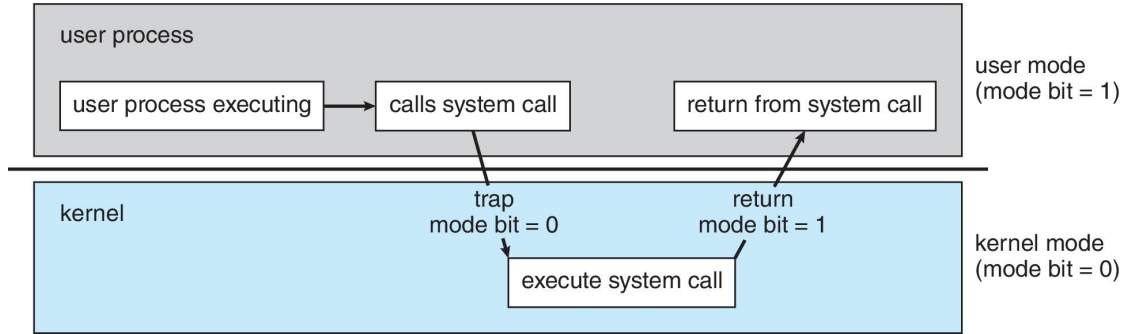 user process
user process executing
calls system call
return from system call
user mode
(mode bit = 1)
kernel
trap
mode bit = 0
return
mode bit = 1
execute system call
kernel mode
(mode bit = 0)